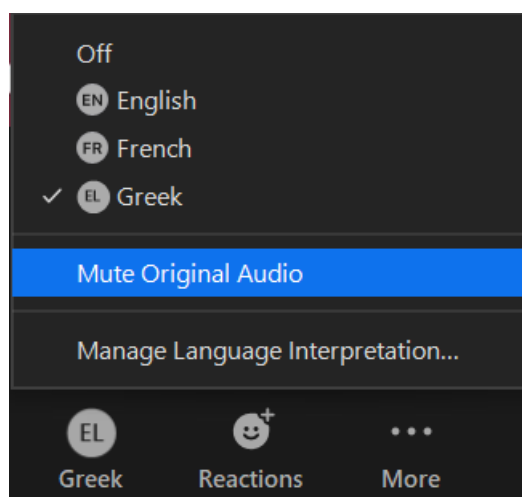 Off
EN English
FR French
EL Greek
Mute Original Audio
Manage Language Interpretation...
EL
Greek Reactions More